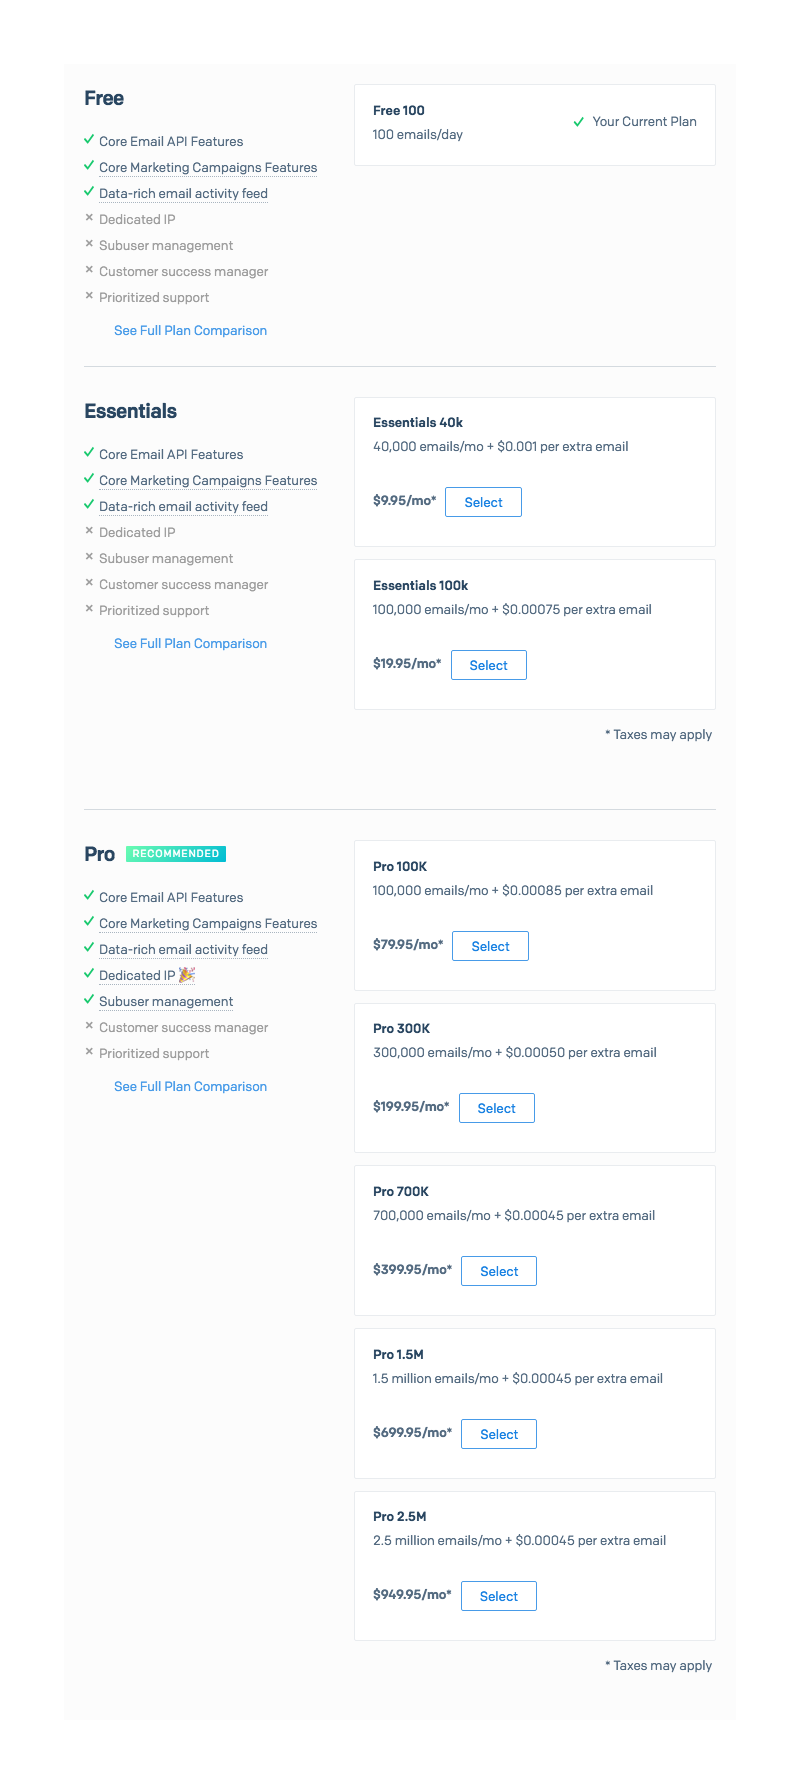 Free
Core Email API Features
Core Marketing Campaigns Features
Data-rich email activity feed
Dedicated IP
Subuser management
Customer success manager
Prioritized support
See Full Plan Comparison
Free 100
100 emails/day
Your Current Plan
Essentials
Core Email API Features
Core Marketing Campaigns Features
Data-rich email activity feed
Dedicated IP
Subuser management
Customer success manager
Prioritized support
See Full Plan Comparison
Essentials 40k
40,000 emails/mo + $0.001 per extra email
$9.95/mo* Select
Essentials 100k
100,000 emails/mo + $0.00075 per extra email
$19.95/mo* Select
* Taxes may apply
Pro RECOMMENDED
Core Email API Features
Core Marketing Campaigns Features
Data-rich email activity feed
Dedicated IP 🎉
Subuser management
Customer success manager
Prioritized support
See Full Plan Comparison
Pro 100K
100,000 emails/mo + $0.00085 per extra email
$79.95/mo* Select
Pro 300K
300,000 emails/mo + $0.00050 per extra email
$199.95/mo* Select
Pro 700K
700,000 emails/mo + $0.00045 per extra email
$399.95/mo* Select
Pro 1.5M
1.5 million emails/mo + $0.00045 per extra email
$699.95/mo* Select
Pro 2.5M
2.5 million emails/mo + $0.00045 per extra email
$949.95/mo* Select
* Taxes may apply